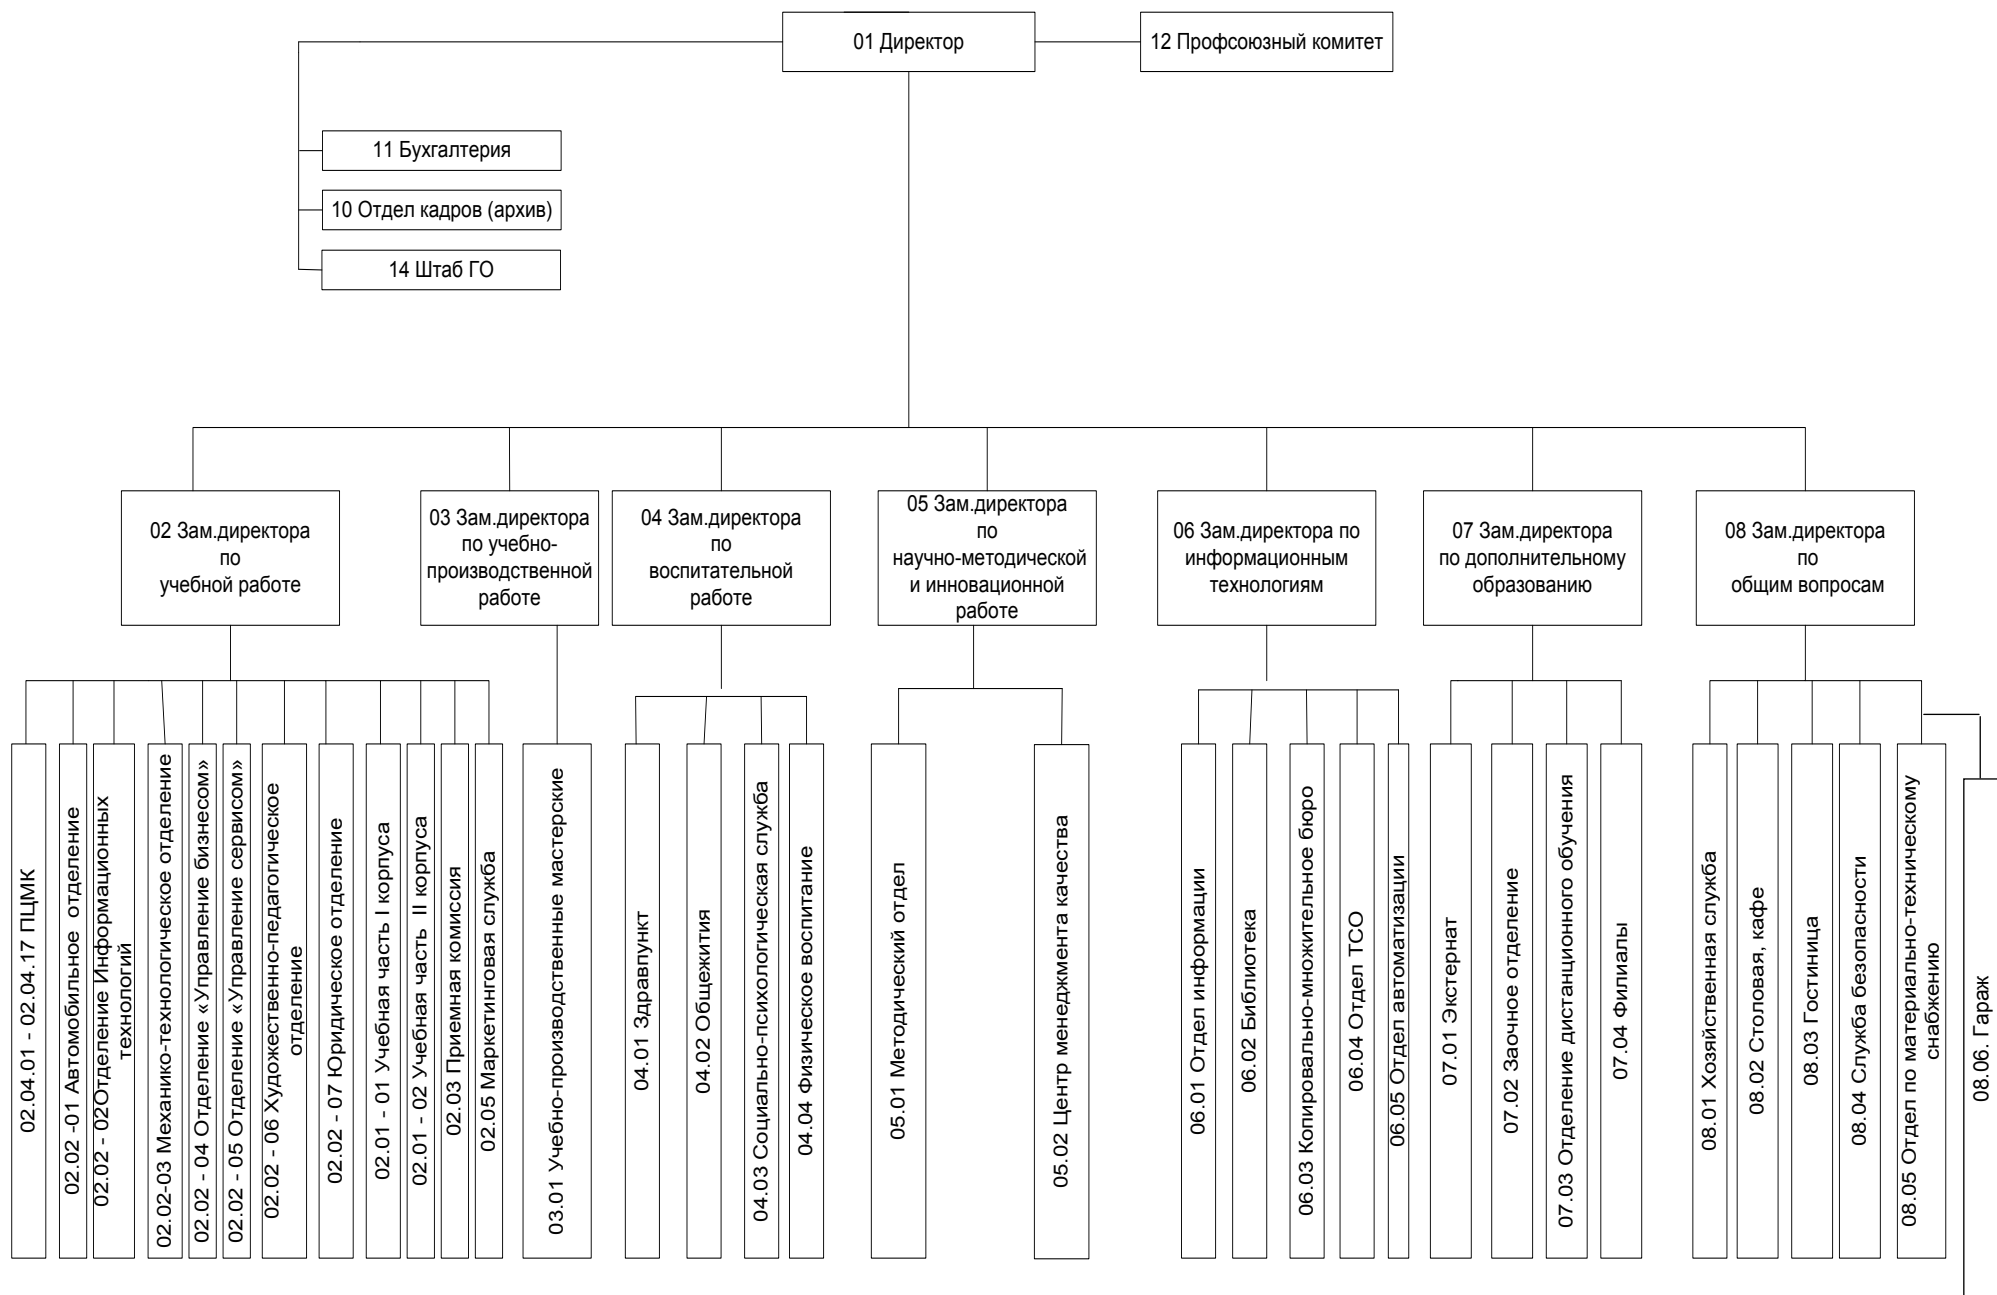 01 Директор
12 Профсоюзный комитет
11 Бухгалтерия
10 Отдел кадров (архив)
14 Штаб ГО
02 Зам.директора
по
учебной работе
03 Зам.директора
по учебно-
производственной
работе
04 Зам.директора
по
воспитательной
работе
05 Зам.директора
по
научно-методической
и инновационной
работе
06 Зам.директора по
информационным
технологиям
07 Зам.директора
по дополнительному
образованию
08 Зам.директора
по
общим вопросам
02.04.01 - 02.04.17 ПЦМК
02.02 -01 Автомобильное отделение
02.02 - 02Отделение Информационных
технологий
02.02-03 Механико-технологическое отделение
02.02 - 04 Отделение «Управление бизнесом»
02.02 - 05 Отделение «Управление сервисом»
02.02 - 06 Художественно-педагогическое
отделение
02.02 - 07 Юридическое отделение
02.01 - 01 Учебная часть I корпуса
02.01 - 02 Учебная часть II корпуса
02.03 Приемная комиссия
02.05 Маркетинговая служба
03.01 Учебно-производственные мастерские
04.01 Здравпункт
04.02 Общежития
04.03 Социально-психологическая служба
04.04 Физическое воспитание
05.01 Методический отдел
05.02 Центр менеджмента качества
06.01 Отдел информации
06.02 Библиотека
06.03 Копировально-множительное бюро
06.04 Отдел ТСО
06.05 Отдел автоматизации
07.01 Экстернат
07.02 Заочное отделение
07.03 Отделение дистанционного обучения
07.04 Филиалы
08.01 Хозяйственная служба
08.02 Столовая, кафе
08.03 Гостиница
08.04 Служба безопасности
08.05 Отдел по материально-техническому
снабжению
08.06. Гараж